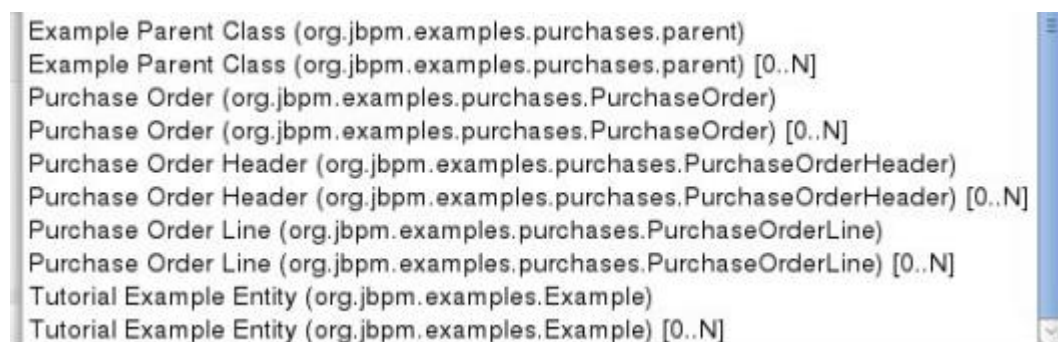 Example Parent Class (org.jbpm.examples.purchases.parent)
Example Parent Class (org.jbpm.examples.purchases.parent) [0..N]
Purchase Order (org.jbpm.examples.purchases.PurchaseOrder)
Purchase Order (org.jbpm.examples.purchases.PurchaseOrder) [0..N]
Purchase Order Header (org.jbpm.examples.purchases.PurchaseOrderHeader)
Purchase Order Header (org.jbpm.examples.purchases.PurchaseOrderHeader) [0..N]
Purchase Order Line (org.jbpm.examples.purchases.PurchaseOrderLine)
Purchase Order Line (org.jbpm.examples.purchases.PurchaseOrderLine) [0..N]
Tutorial Example Entity (org.jbpm.examples.Example)
Tutorial Example Entity (org.jbpm.examples.Example) [0..N]